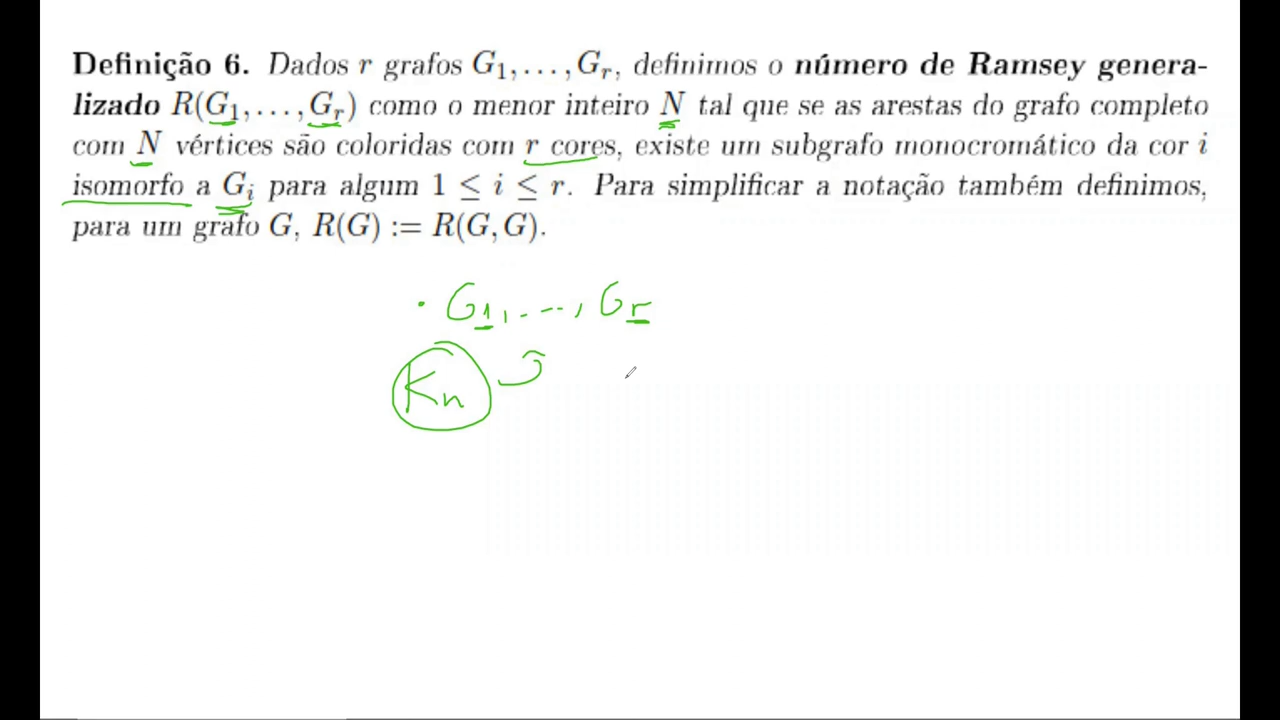 Definição 6. Dados r grafos G₁, . . . , Gᵣ, definimos o número de Ramsey genera-
lizado R(G₁, . . . , Gᵣ) como o menor inteiro N tal que se as arestas do grafo completo
com N vértices são coloridas com r cores, existe um subgrafo monocromático da cor i
isomorfo a Gᵢ para algum 1 ≤ i ≤ r. Para simplificar a notação também definimos,
para um grafo G, R(G) := R(G, G).
· G₁, . . . , Gᵣ
Kₙ